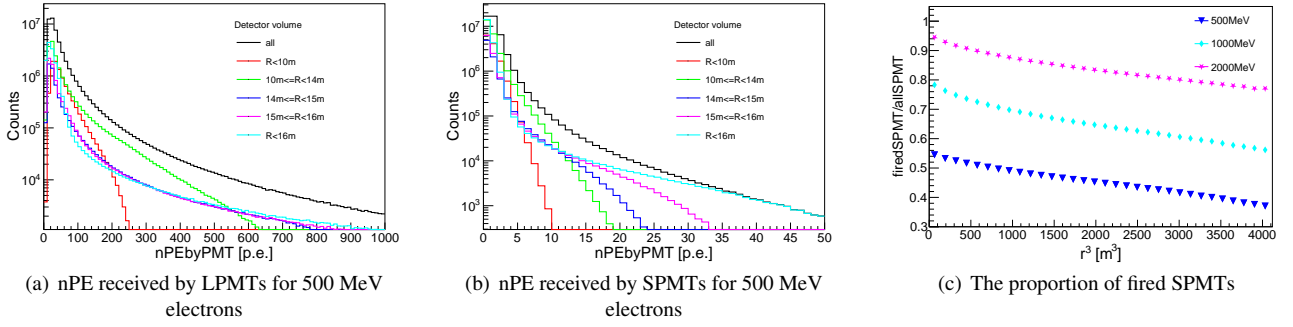 Counts
10^7
10^6
10^5
10^4
Detector volume
all
R<10m
10m<=R<14m
14m<=R<15m
15m<=R<16m
R<16m
0 100 200 300 400 500 600 700 800 900 1000
nPEbyPMT [p.e.]
(a) nPE received by LPMTs for 500 MeV
electrons
Counts
10^7
10^6
10^5
10^4
10^3
Detector volume
all
R<10m
10m<=R<14m
14m<=R<15m
15m<=R<16m
R<16m
0 5 10 15 20 25 30 35 40 45 50
nPEbyPMT [p.e.]
(b) nPE received by SPMTs for 500 MeV
electrons
firedSPMT/allSPMT
1
0.9
0.8
0.7
0.6
0.5
0.4
0.3
500MeV
1000MeV
2000MeV
0 500 1000 1500 2000 2500 3000 3500 4000
r^3 [m^3]
(c) The proportion of fired SPMTs